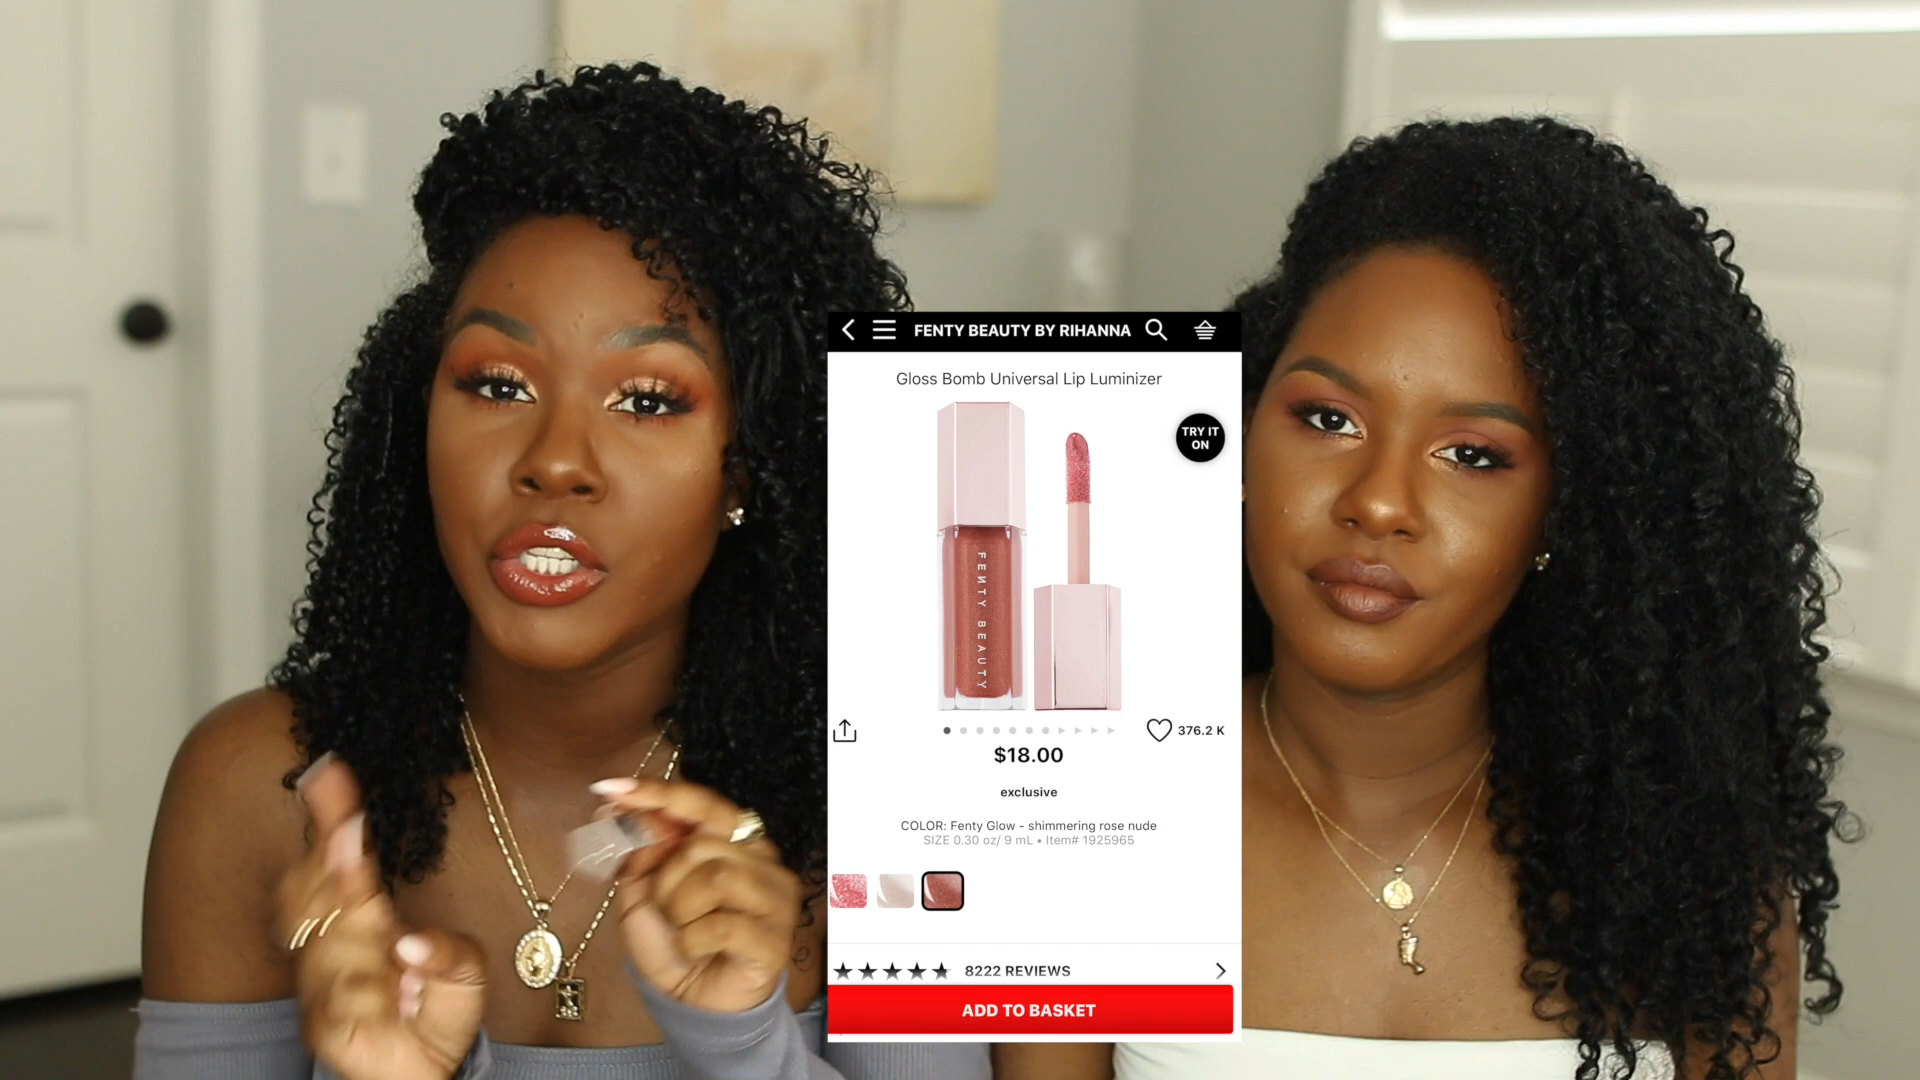 FENTY BEAUTY BY RIHANNA
Gloss Bomb Universal Lip Luminizer
TRY IT
ON
FENTY BEAUTY
376.2 K
$18.00
exclusive
COLOR: Fenty Glow - shimmering rose nude
SIZE 0.30 oz/ 9 mL • Item# 1925965
8222 REVIEWS
ADD TO BASKET